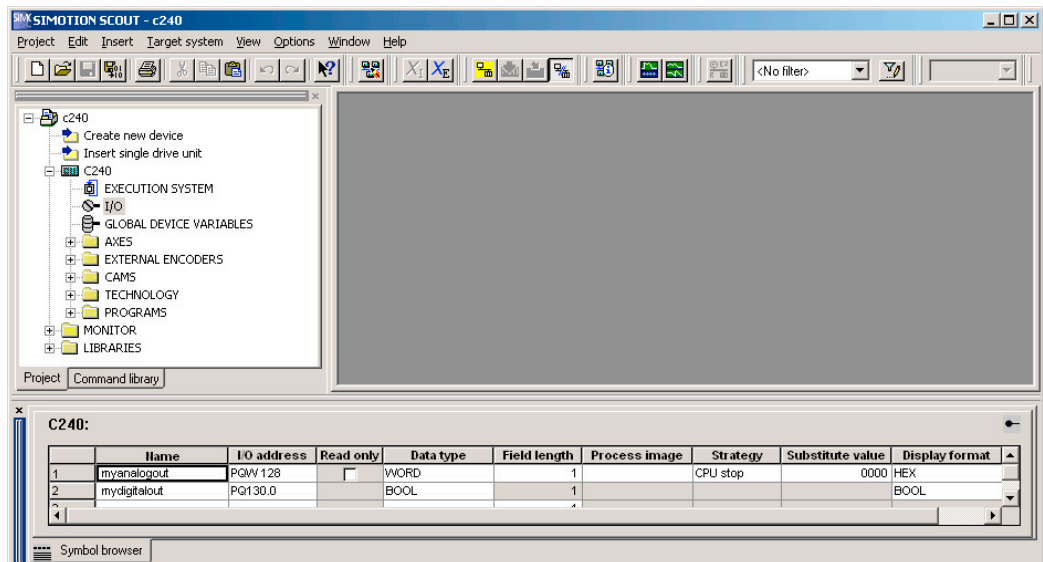 SIMOTION SCOUT - c240
Project Edit Insert Target system View Options Window Help
<No filter>
c240
Create new device
Insert single drive unit
C240
EXECUTION SYSTEM
I/O
GLOBAL DEVICE VARIABLES
AXES
EXTERNAL ENCODERS
CAMS
TECHNOLOGY
PROGRAMS
MONITOR
LIBRARIES
Project Command library
C240:
Name I/O address Read only Data type Field length Process image Strategy Substitute value Display format
1 myanalogout PQW 128 WORD 1 CPU stop 0000 HEX
2 mydigitalout PQ130.0 BOOL 1 BOOL
Symbol browser